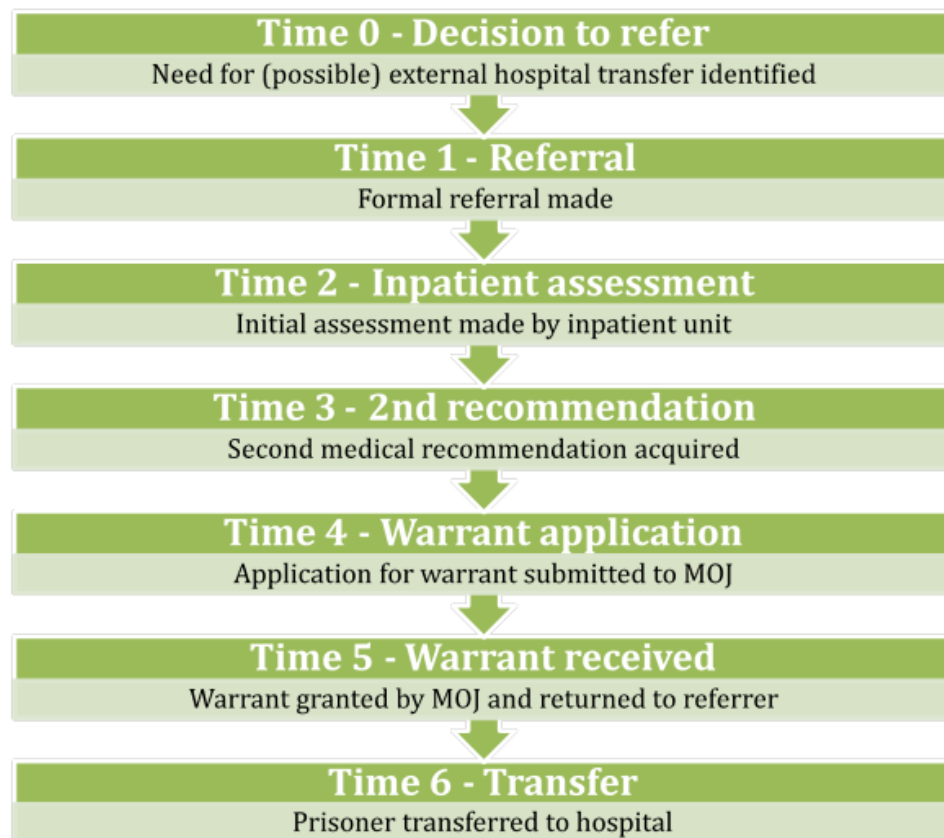 Time 0 - Decision to refer
Need for (possible) external hospital transfer identified
Time 1 - Referral
Formal referral made
Time 2 - Inpatient assessment
Initial assessment made by inpatient unit
Time 3 - 2nd recommendation
Second medical recommendation acquired
Time 4 - Warrant application
Application for warrant submitted to MOJ
Time 5 - Warrant received
Warrant granted by MOJ and returned to referrer
Time 6 - Transfer
Prisoner transferred to hospital